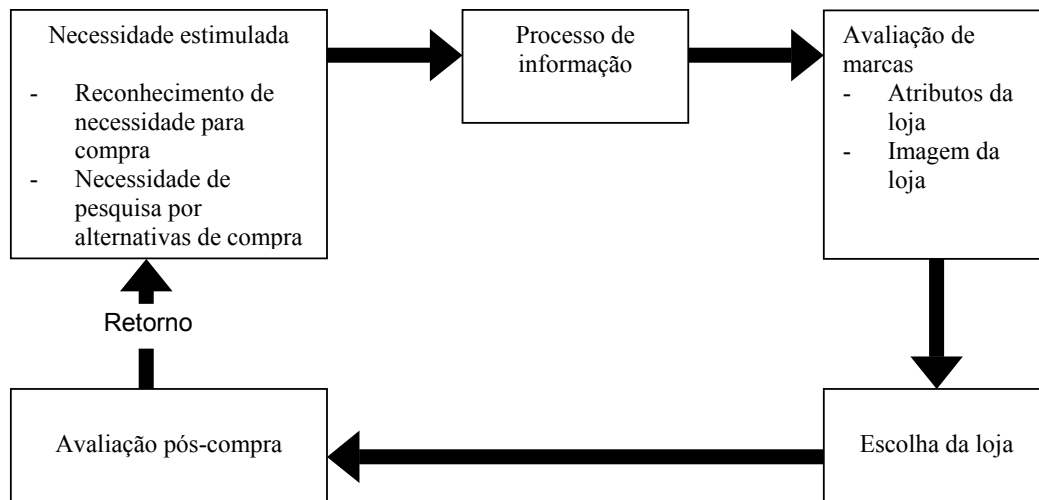 Necessidade estimulada
- Reconhecimento de
necessidade para
compra
- Necessidade de
pesquisa por
alternativas de compra
Processo de
informação
Avaliação de
marcas
- Atributos da
loja
- Imagem da
loja
Retorno
Avaliação pós-compra
Escolha da loja